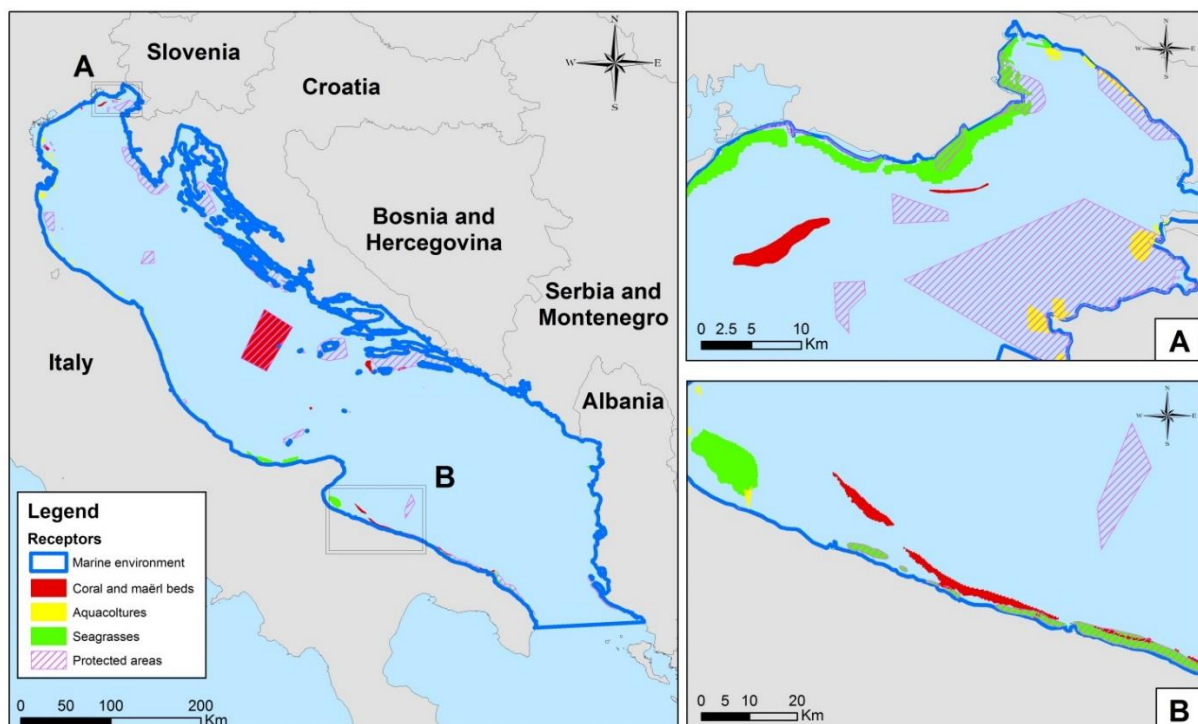 A
Slovenia
Croatia
N
W E
S
Bosnia and
Hercegovina
Serbia and
Montenegro
Italy
Albania
B
Legend
Receptors
Marine environment
Coral and maërl beds
Aquacoltures
Seagrasses
Protected areas
0 50 100 200
Km
N
W E
S
0 2.5 5 10
Km
A
N
W E
S
0 5 10 20
Km
B